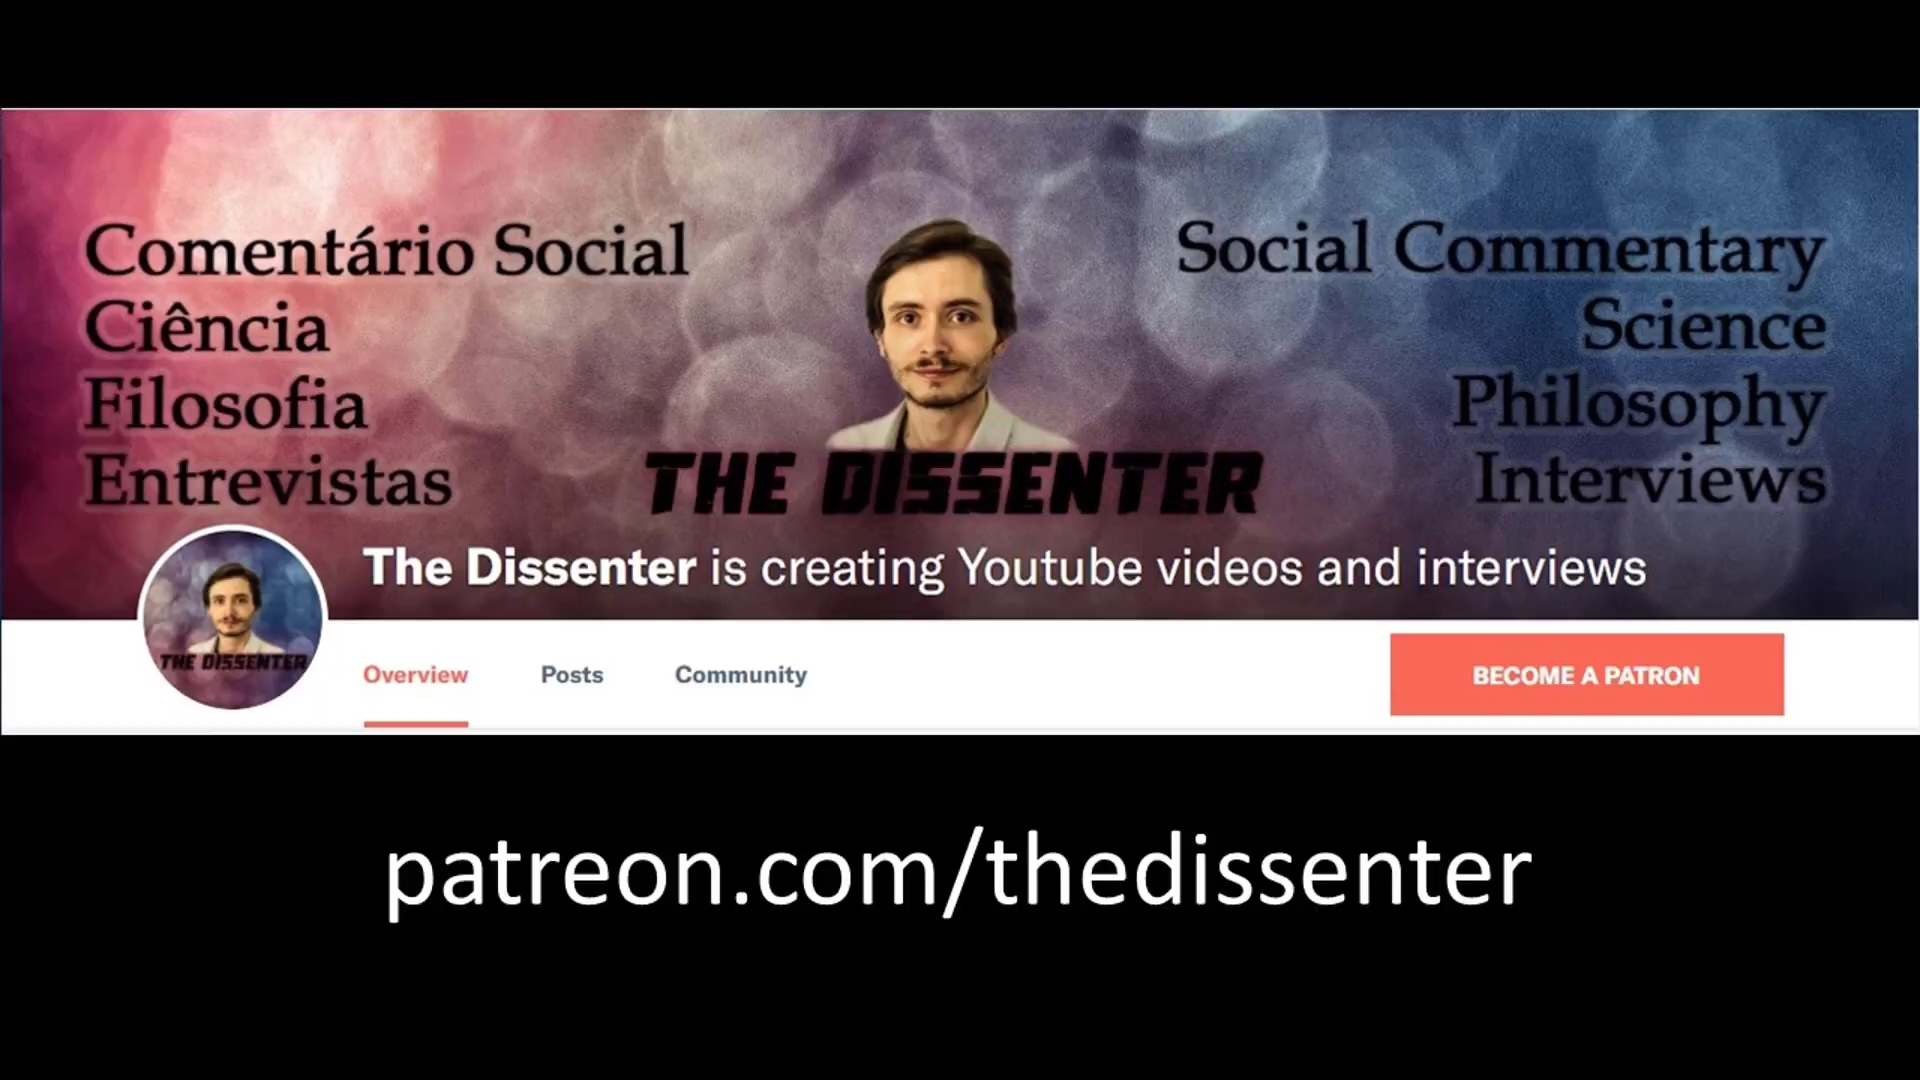 Comentário Social
Ciência
Filosofia
Entrevistas
Social Commentary
Science
Philosophy
Interviews
THE DISSENTER
The Dissenter is creating Youtube videos and interviews
THE DISSENTER
Overview
Posts
Community
BECOME A PATRON
patreon.com/thedissenter